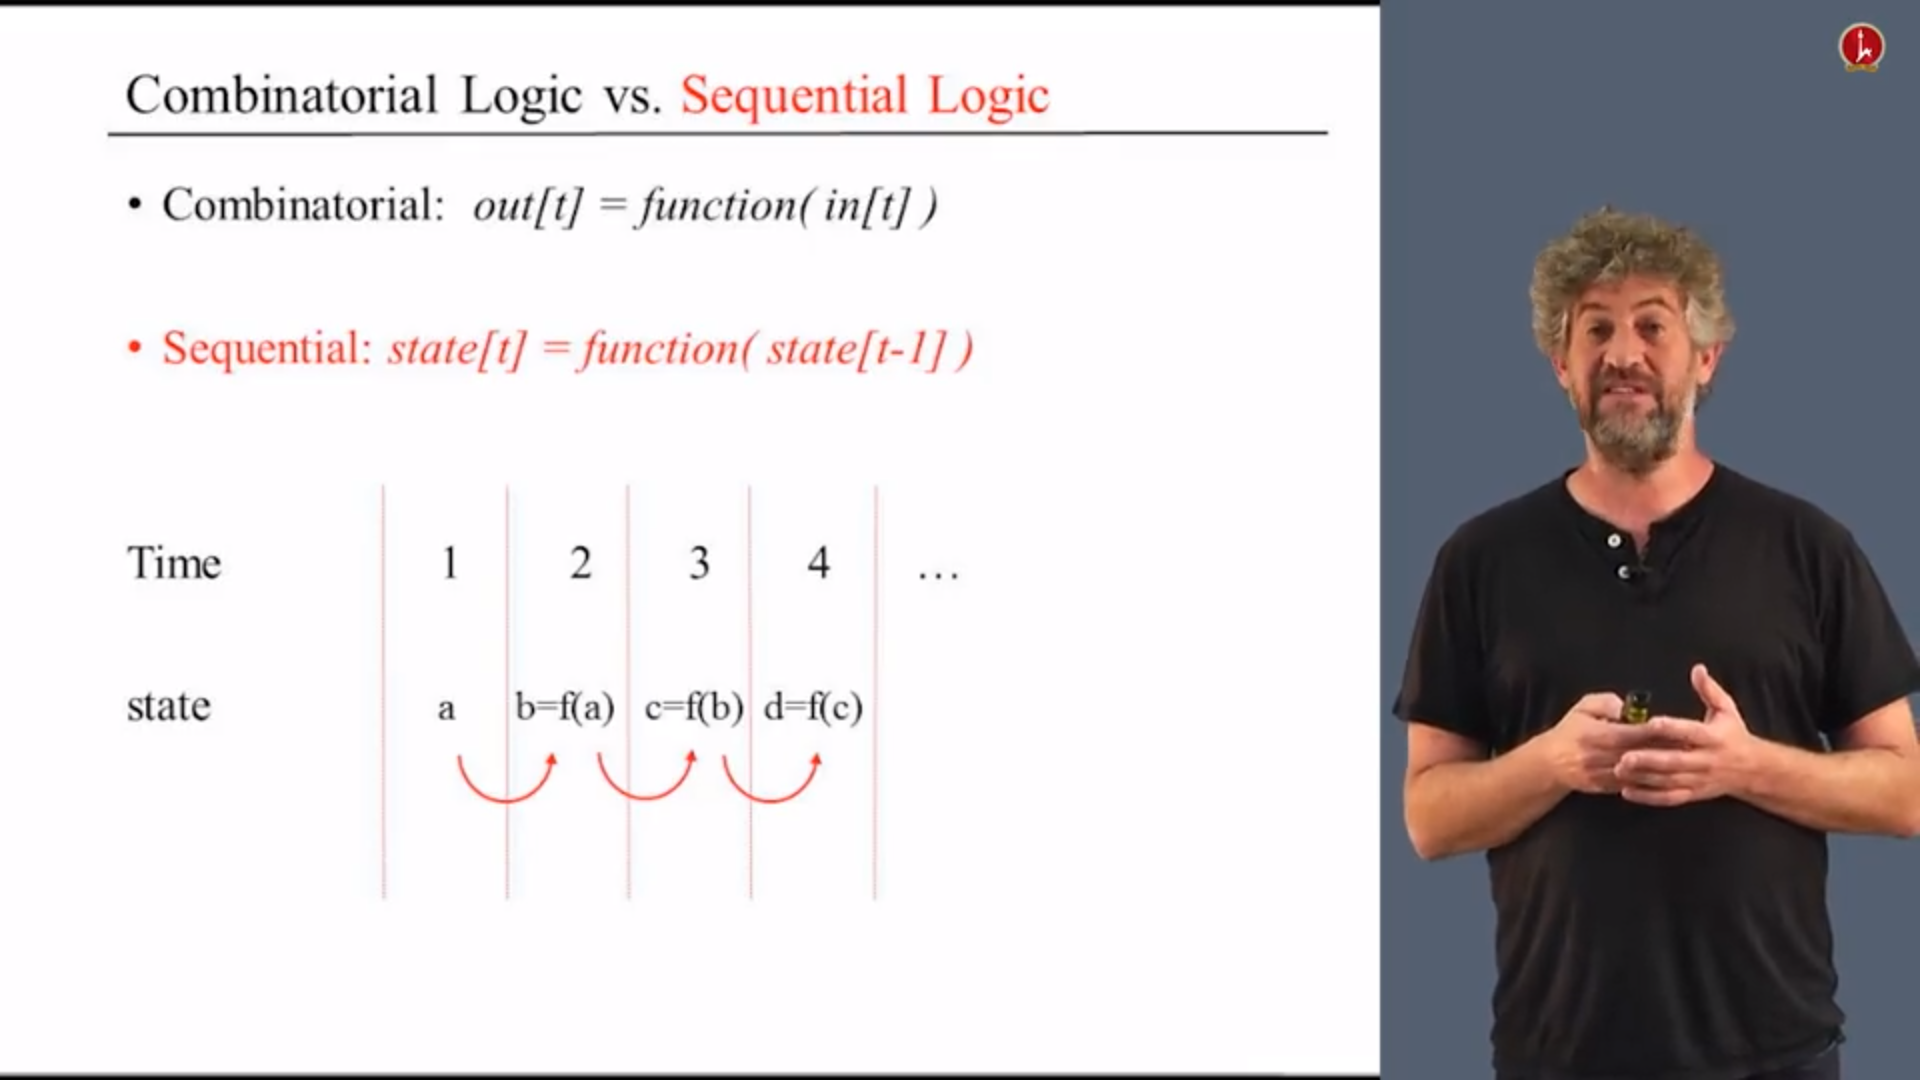 Combinatorial Logic vs. Sequential Logic
• Combinatorial: out[t] = function( in[t] )
• Sequential: state[t] = function( state[t-1] )
Time 1 2 3 4 …
state a b=f(a) c=f(b) d=f(c)